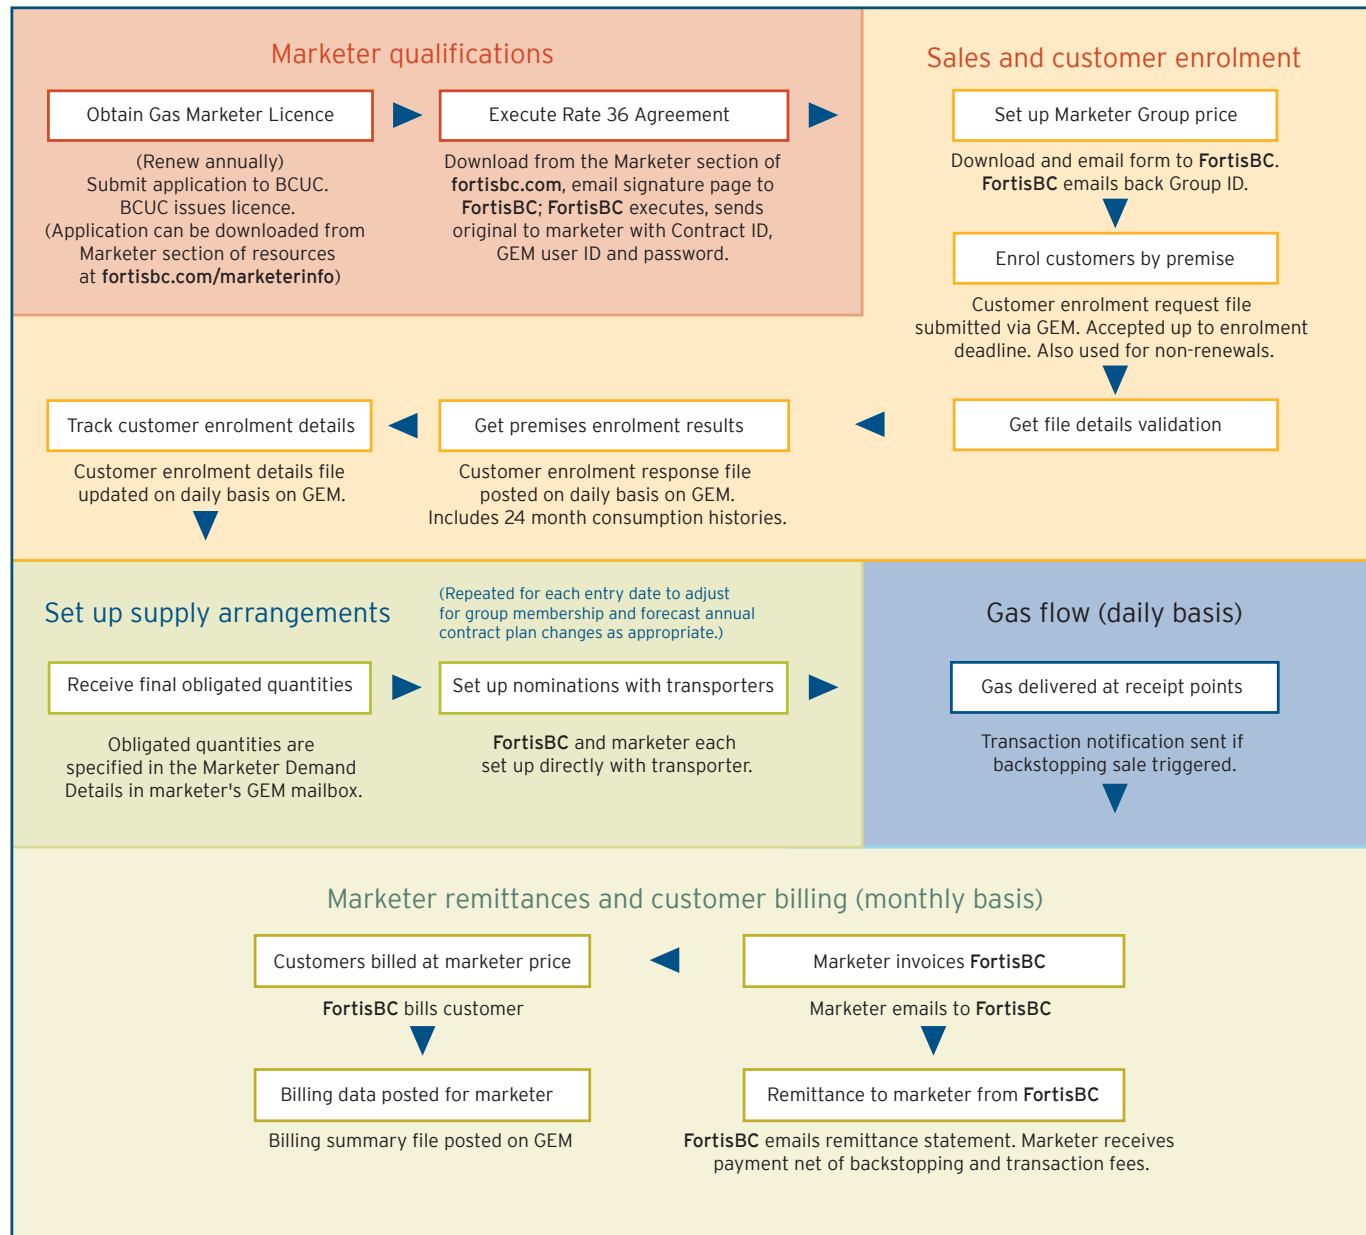 Marketer qualifications
Obtain Gas Marketer Licence
(Renew annually)
Submit application to BCUC.
BCUC issues licence.
(Application can be downloaded from
Marketer section of resources
at fortisbc.com/marketerinfo)
Execute Rate 36 Agreement
Download from the Marketer section of
fortisbc.com, email signature page to
FortisBC; FortisBC executes, sends
original to marketer with Contract ID,
GEM user ID and password.
Sales and customer enrolment
Set up Marketer Group price
Download and email form to FortisBC.
FortisBC emails back Group ID.
Enrol customers by premise
Customer enrolment request file
submitted via GEM. Accepted up to enrolment
deadline. Also used for non-renewals.
Get file details validation
Get premises enrolment results
Customer enrolment response file
posted on daily basis on GEM.
Includes 24 month consumption histories.
Track customer enrolment details
Customer enrolment details file
updated on daily basis on GEM.
Set up supply arrangements
(Repeated for each entry date to adjust
for group membership and forecast annual
contract plan changes as appropriate.)
Receive final obligated quantities
Obligated quantities are
specified in the Marketer Demand
Details in marketer's GEM mailbox.
Set up nominations with transporters
FortisBC and marketer each
set up directly with transporter.
Gas flow (daily basis)
Gas delivered at receipt points
Transaction notification sent if
backstopping sale triggered.
Marketer remittances and customer billing (monthly basis)
Marketer invoices FortisBC
Marketer emails to FortisBC
Customers billed at marketer price
FortisBC bills customer
Billing data posted for marketer
Billing summary file posted on GEM
Remittance to marketer from FortisBC
FortisBC emails remittance statement. Marketer receives
payment net of backstopping and transaction fees.